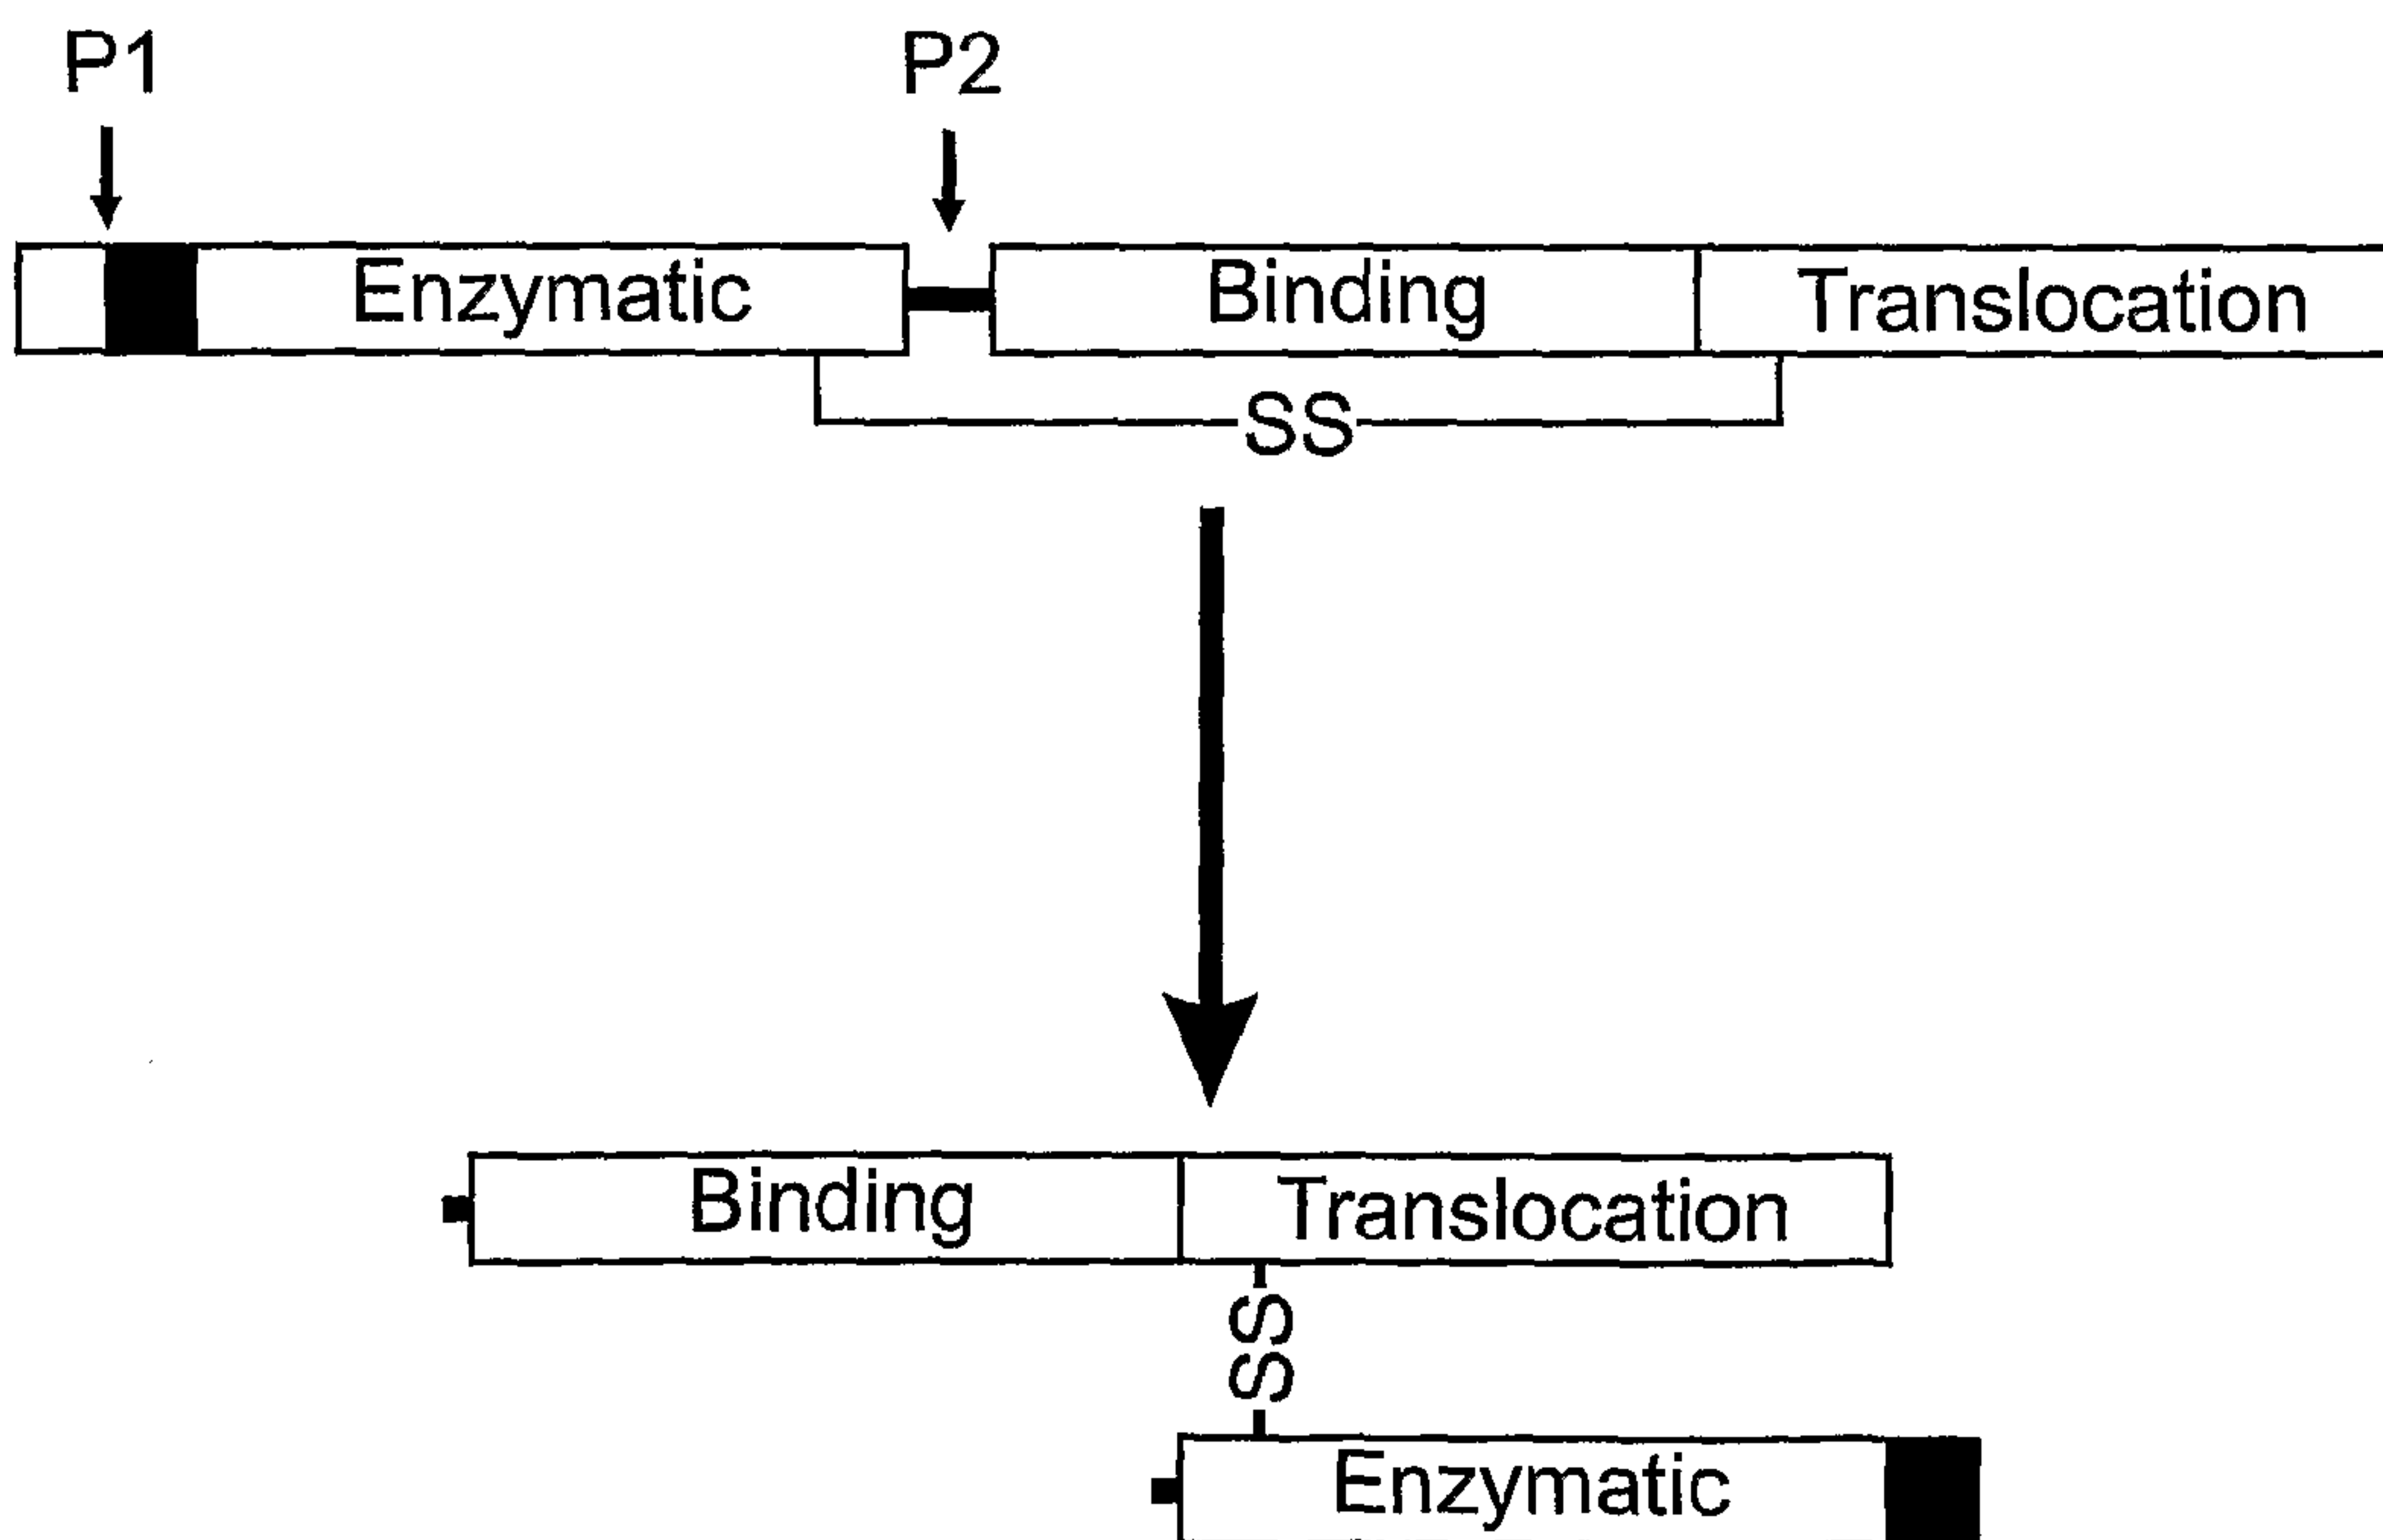 P1 P2
Enzymatic Binding Translocation
SS
Binding Translocation
SS
Enzymatic